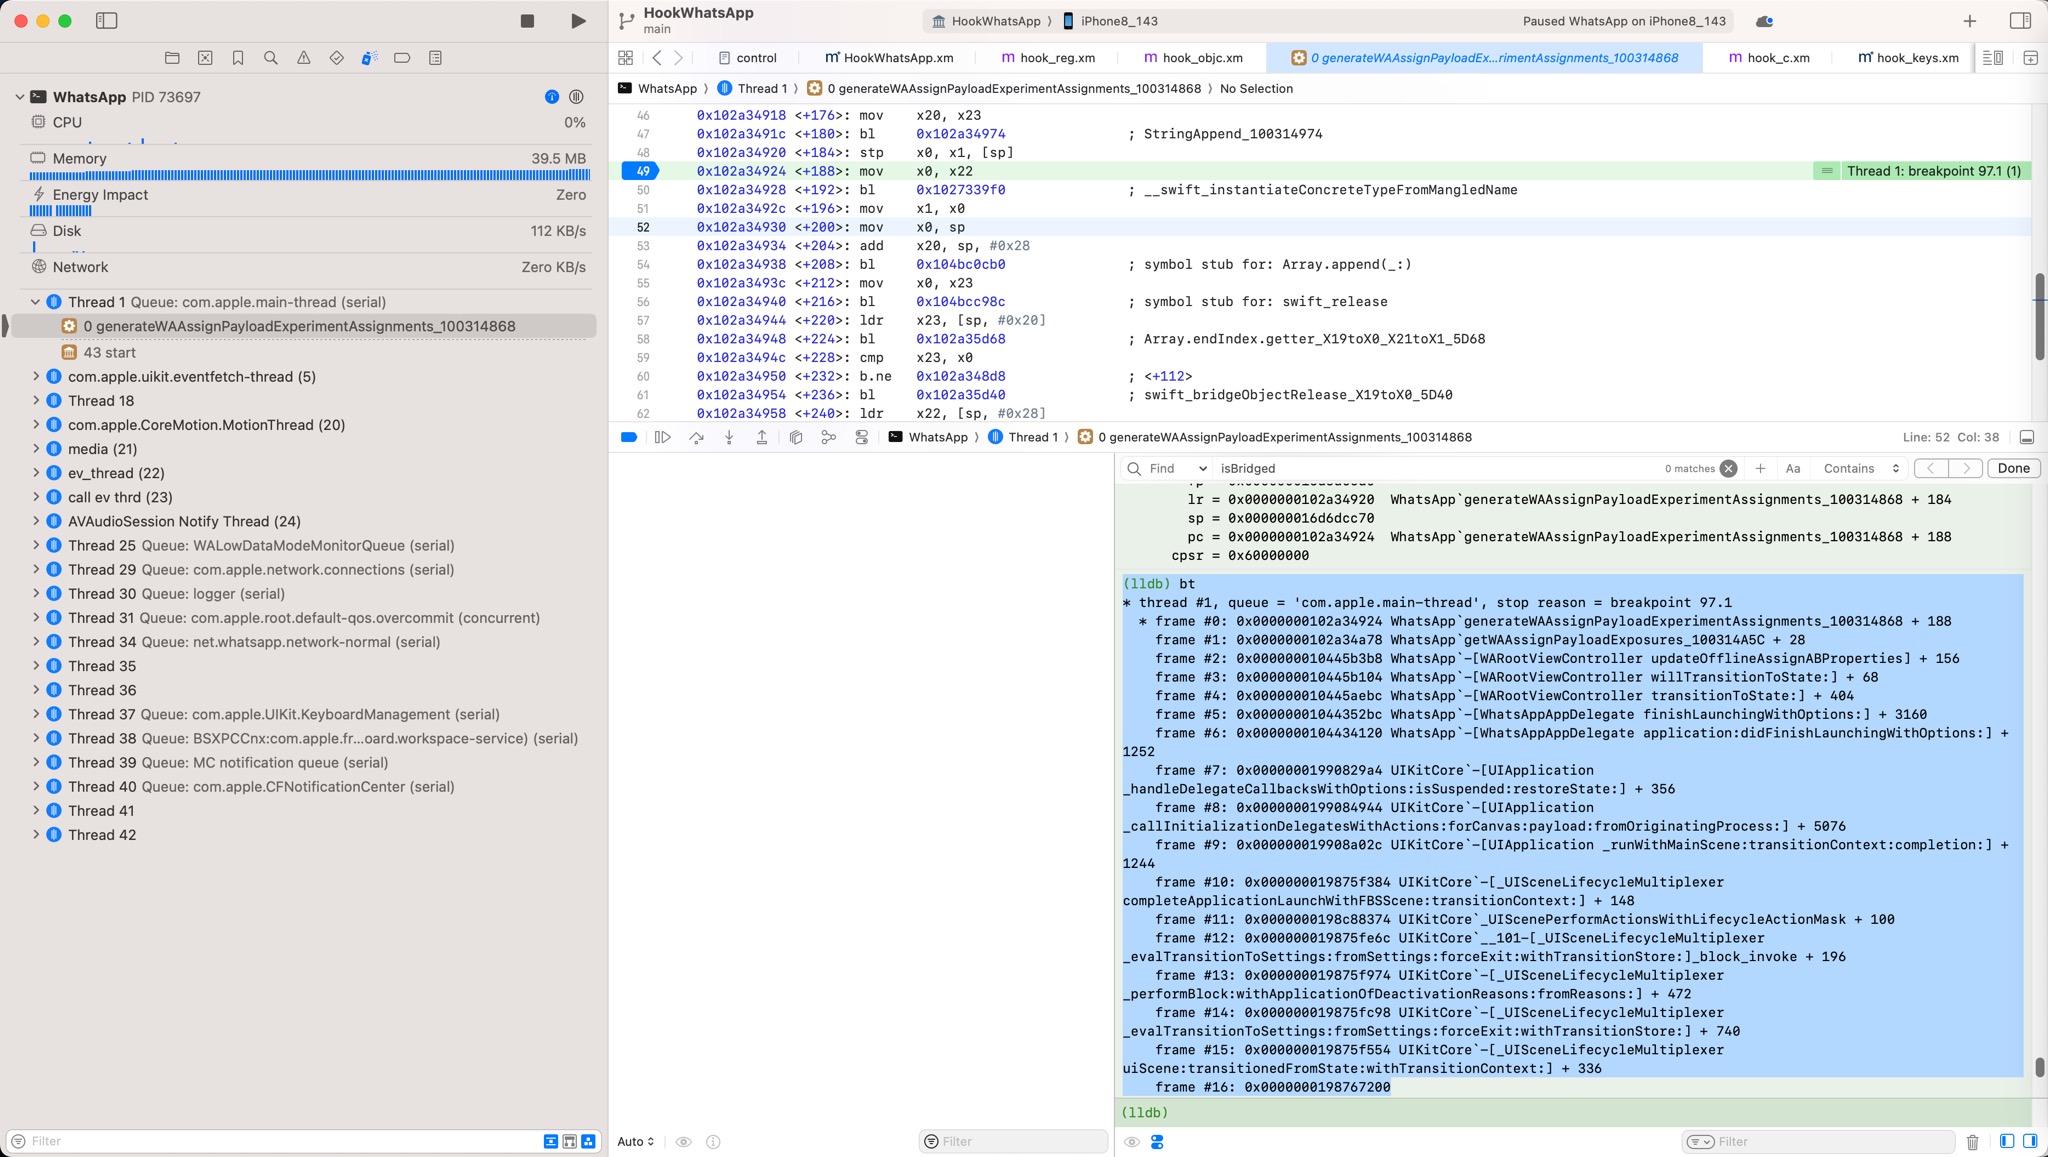 HookWhatsApp
main
HookWhatsApp 〉 iPhone8_143
Paused WhatsApp on iPhone8_143
control
HookWhatsApp.xm
hook_reg.xm
hook_objc.xm
0 generateWAAssignPayloadEx...rimentAssignments_100314868
hook_c.xm
hook_keys.xm
WhatsApp 〉 Thread 1 〉 0 generateWAAssignPayloadExperimentAssignments_100314868 〉 No Selection
WhatsApp PID 73697
CPU 0%
Memory 39.5 MB
Energy Impact Zero
Disk 112 KB/s
Network Zero KB/s
Thread 1 Queue: com.apple.main-thread (serial)
0 generateWAAssignPayloadExperimentAssignments_100314868
43 start
com.apple.uikit.eventfetch-thread (5)
Thread 18
com.apple.CoreMotion.MotionThread (20)
media (21)
ev_thread (22)
call ev thrd (23)
AVAudioSession Notify Thread (24)
Thread 25 Queue: WALowDataModeMonitorQueue (serial)
Thread 29 Queue: com.apple.network.connections (serial)
Thread 30 Queue: logger (serial)
Thread 31 Queue: com.apple.root.default-qos.overcommit (concurrent)
Thread 34 Queue: net.whatsapp.network-normal (serial)
Thread 35
Thread 36
Thread 37 Queue: com.apple.UIKit.KeyboardManagement (serial)
Thread 38 Queue: BSXPCCnx:com.apple.fr...oard.workspace-service) (serial)
Thread 39 Queue: MC notification queue (serial)
Thread 40 Queue: com.apple.CFNotificationCenter (serial)
Thread 41
Thread 42
Filter
46 0x102a34918 <+176>: mov x20, x23
47 0x102a3491c <+180>: bl 0x102a34974 ; StringAppend_100314974
48 0x102a34920 <+184>: stp x0, x1, [sp]
49 0x102a34924 <+188>: mov x0, x22 Thread 1: breakpoint 97.1 (1)
50 0x102a34928 <+192>: bl 0x1027339f0 ; __swift_instantiateConcreteTypeFromMangledName
51 0x102a3492c <+196>: mov x1, x0
52 0x102a34930 <+200>: mov x0, sp
53 0x102a34934 <+204>: add x20, sp, #0x28
54 0x102a34938 <+208>: bl 0x104bc0cb0 ; symbol stub for: Array.append(_:)
55 0x102a3493c <+212>: mov x0, x23
56 0x102a34940 <+216>: bl 0x104bcc98c ; symbol stub for: swift_release
57 0x102a34944 <+220>: ldr x23, [sp, #0x20]
58 0x102a34948 <+224>: bl 0x102a35d68 ; Array.endIndex.getter_X19toX0_X21toX1_5D68
59 0x102a3494c <+228>: cmp x23, x0
60 0x102a34950 <+232>: b.ne 0x102a348d8 ; <+112>
61 0x102a34954 <+236>: bl 0x102a35d40 ; swift_bridgeObjectRelease_X19toX0_5D40
62 0x102a34958 <+240>: ldr x22, [sp, #0x28]
WhatsApp 〉 Thread 1 〉 0 generateWAAssignPayloadExperimentAssignments_100314868
Line: 52 Col: 38
Find isBridged 0 matches Aa Contains Done
lr = 0x0000000102a34920 WhatsApp`generateWAAssignPayloadExperimentAssignments_100314868 + 184
sp = 0x000000016d6dcc70
pc = 0x0000000102a34924 WhatsApp`generateWAAssignPayloadExperimentAssignments_100314868 + 188
cpsr = 0x60000000
(lldb) bt
* thread #1, queue = 'com.apple.main-thread', stop reason = breakpoint 97.1
* frame #0: 0x0000000102a34924 WhatsApp`generateWAAssignPayloadExperimentAssignments_100314868 + 188
frame #1: 0x0000000102a34a78 WhatsApp`getWAAssignPayloadExposures_100314A5C + 28
frame #2: 0x000000010445b3b8 WhatsApp`-[WARootViewController updateOfflineAssignABProperties] + 156
frame #3: 0x000000010445b104 WhatsApp`-[WARootViewController willTransitionToState:] + 68
frame #4: 0x000000010445aebc WhatsApp`-[WARootViewController transitionToState:] + 404
frame #5: 0x00000001044352bc WhatsApp`-[WhatsAppAppDelegate finishLaunchingWithOptions:] + 3160
frame #6: 0x0000000104434120 WhatsApp`-[WhatsAppAppDelegate application:didFinishLaunchingWithOptions:] +
1252
frame #7: 0x00000001990829a4 UIKitCore`-[UIApplication
_handleDelegateCallbacksWithOptions:isSuspended:restoreState:] + 356
frame #8: 0x0000000199084944 UIKitCore`-[UIApplication
_callInitializationDelegatesWithActions:forCanvas:payload:fromOriginatingProcess:] + 5076
frame #9: 0x000000019908a02c UIKitCore`-[UIApplication _runWithMainScene:transitionContext:completion:] +
1244
frame #10: 0x000000019875f384 UIKitCore`-[_UISceneLifecycleMultiplexer
completeApplicationLaunchWithFBSScene:transitionContext:] + 148
frame #11: 0x0000000198c88374 UIKitCore`_UIScenePerformActionsWithLifecycleActionMask + 100
frame #12: 0x000000019875fe6c UIKitCore`__101-[_UISceneLifecycleMultiplexer
_evalTransitionToSettings:fromSettings:forceExit:withTransitionStore:]_block_invoke + 196
frame #13: 0x000000019875f974 UIKitCore`-[_UISceneLifecycleMultiplexer
_performBlock:withApplicationOfDeactivationReasons:fromReasons:] + 472
frame #14: 0x000000019875fc98 UIKitCore`-[_UISceneLifecycleMultiplexer
_evalTransitionToSettings:fromSettings:forceExit:withTransitionStore:] + 740
frame #15: 0x000000019875f554 UIKitCore`-[_UISceneLifecycleMultiplexer
uiScene:transitionedFromState:withTransitionContext:] + 336
frame #16: 0x0000000198767200
(lldb)
Auto
Filter
Filter